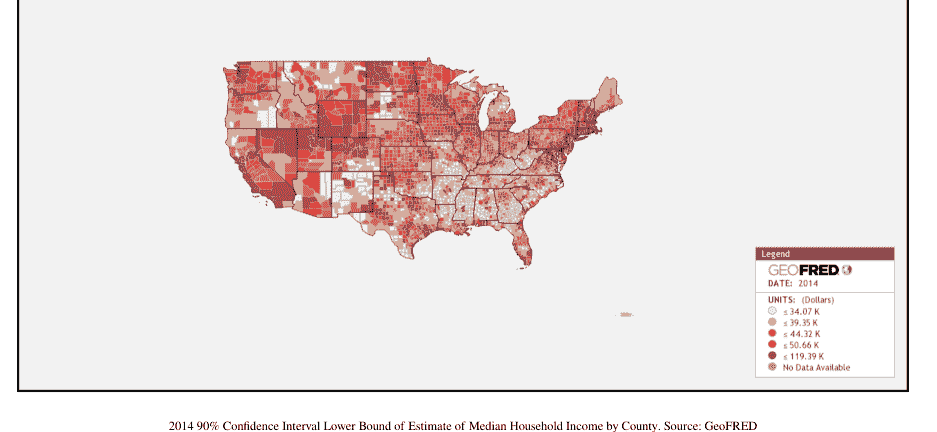 Legend
GEOFRED
DATE: 2014
UNITS: (Dollars)
≤ 34.07 K
≤ 39.35 K
≤ 44.32 K
≤ 50.66 K
≤ 119.39 K
No Data Available
2014 90% Confidence Interval Lower Bound of Estimate of Median Household Income by County. Source: GeoFRED